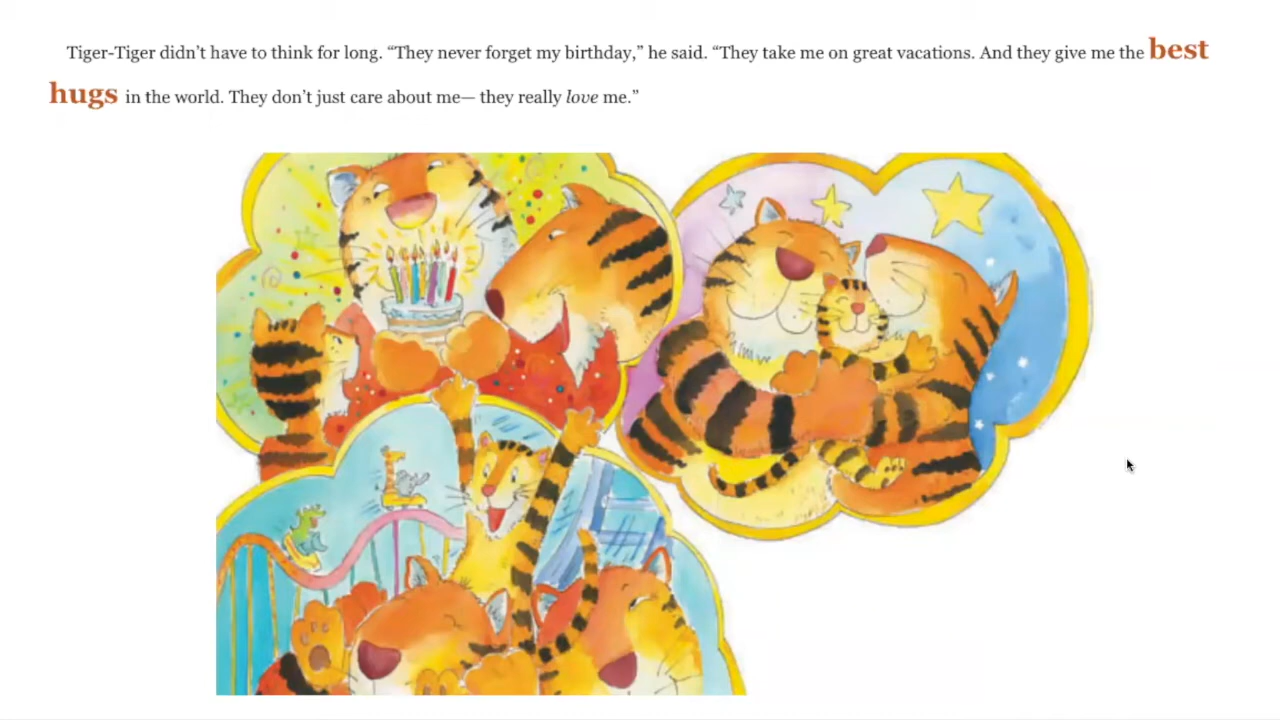 Tiger-Tiger didn’t have to think for long. “They never forget my birthday,” he said. “They take me on great vacations. And they give me the best
hugs in the world. They don’t just care about me— they really love me.”